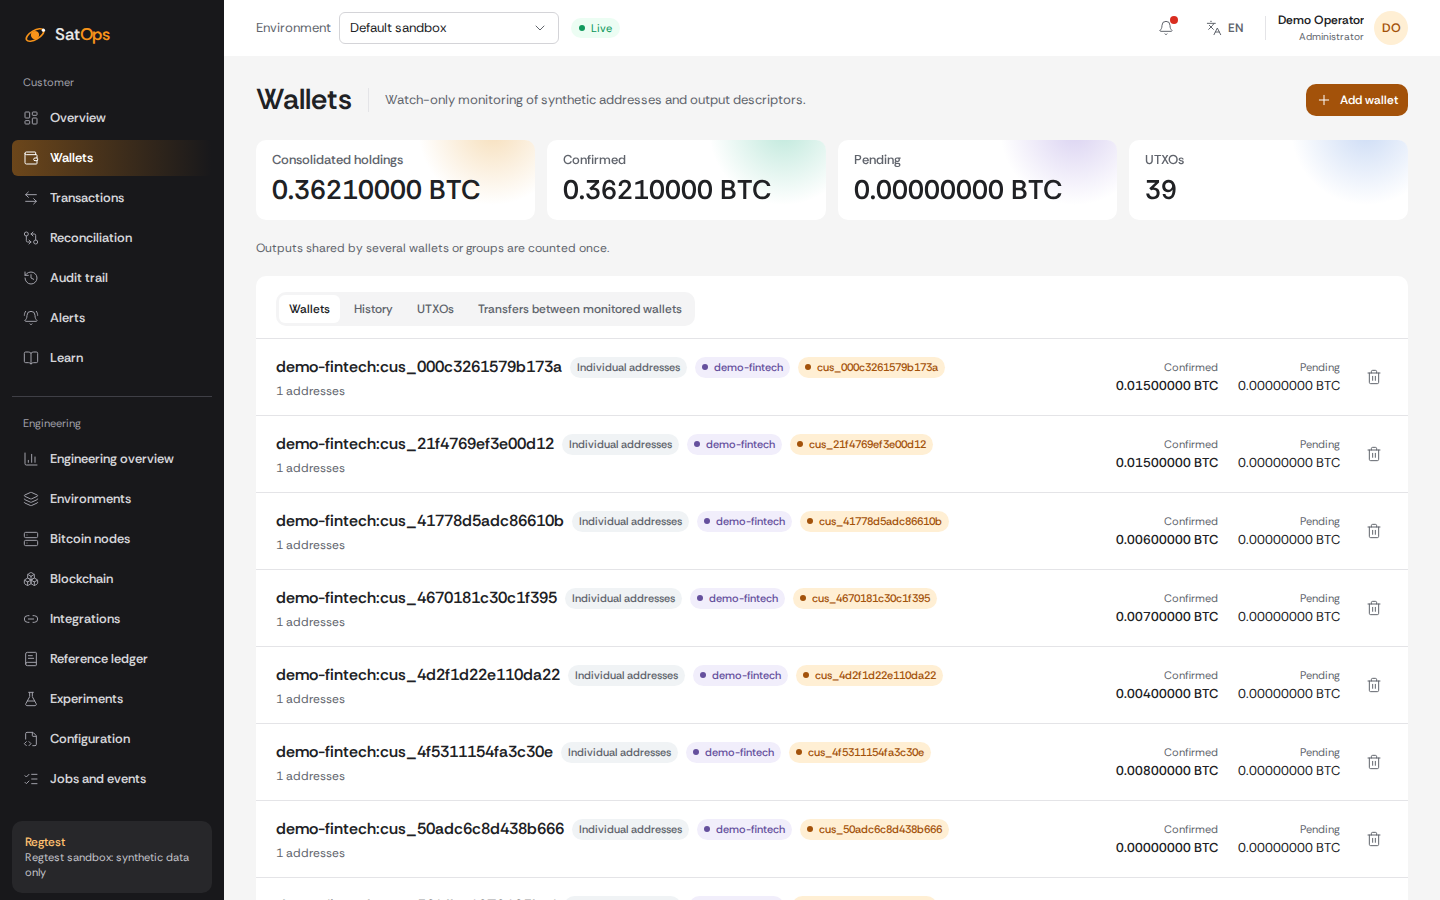 SatOps
Customer
Overview
Wallets
Transactions
Reconciliation
Audit trail
Alerts
Learn
Engineering
Engineering overview
Environments
Bitcoin nodes
Blockchain
Integrations
Reference ledger
Experiments
Configuration
Jobs and events
Regtest
Regtest sandbox: synthetic data
only
Environment Default sandbox Live
EN
Demo Operator
Administrator
DO
Wallets Watch-only monitoring of synthetic addresses and output descriptors.
Add wallet
Consolidated holdings
0.36210000 BTC
Confirmed
0.36210000 BTC
Pending
0.00000000 BTC
UTXOs
39
Outputs shared by several wallets or groups are counted once.
Wallets History UTXOs Transfers between monitored wallets
demo-fintech:cus_000c3261579b173a Individual addresses demo-fintech cus_000c3261579b173a Confirmed Pending
1 addresses 0.01500000 BTC 0.00000000 BTC
demo-fintech:cus_21f4769ef3e00d12 Individual addresses demo-fintech cus_21f4769ef3e00d12 Confirmed Pending
1 addresses 0.01500000 BTC 0.00000000 BTC
demo-fintech:cus_41778d5adc86610b Individual addresses demo-fintech cus_41778d5adc86610b Confirmed Pending
1 addresses 0.00600000 BTC 0.00000000 BTC
demo-fintech:cus_4670181c30c1f395 Individual addresses demo-fintech cus_4670181c30c1f395 Confirmed Pending
1 addresses 0.00700000 BTC 0.00000000 BTC
demo-fintech:cus_4d2f1d22e110da22 Individual addresses demo-fintech cus_4d2f1d22e110da22 Confirmed Pending
1 addresses 0.00400000 BTC 0.00000000 BTC
demo-fintech:cus_4f5311154fa3c30e Individual addresses demo-fintech cus_4f5311154fa3c30e Confirmed Pending
1 addresses 0.00800000 BTC 0.00000000 BTC
demo-fintech:cus_50adc6c8d438b666 Individual addresses demo-fintech cus_50adc6c8d438b666 Confirmed Pending
1 addresses 0.00000000 BTC 0.00000000 BTC